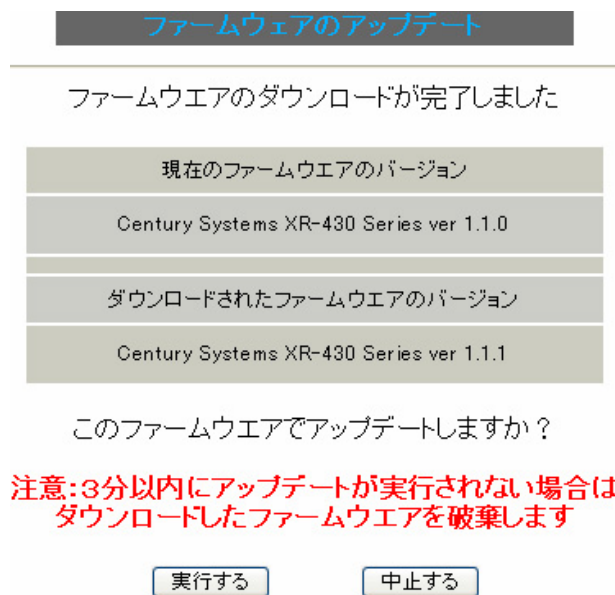 ファームウェアのアップデート
ファームウエアのダウンロードが完了しました
現在のファームウエアのバージョン
Century Systems XR-430 Series ver 1.1.0
ダウンロードされたファームウエアのバージョン
Century Systems XR-430 Series ver 1.1.1
このファームウエアでアップデートしますか？
注意:３分以内にアップデートが実行されない場合は
ダウンロードしたファームウエアを破棄します
実行する 中止する